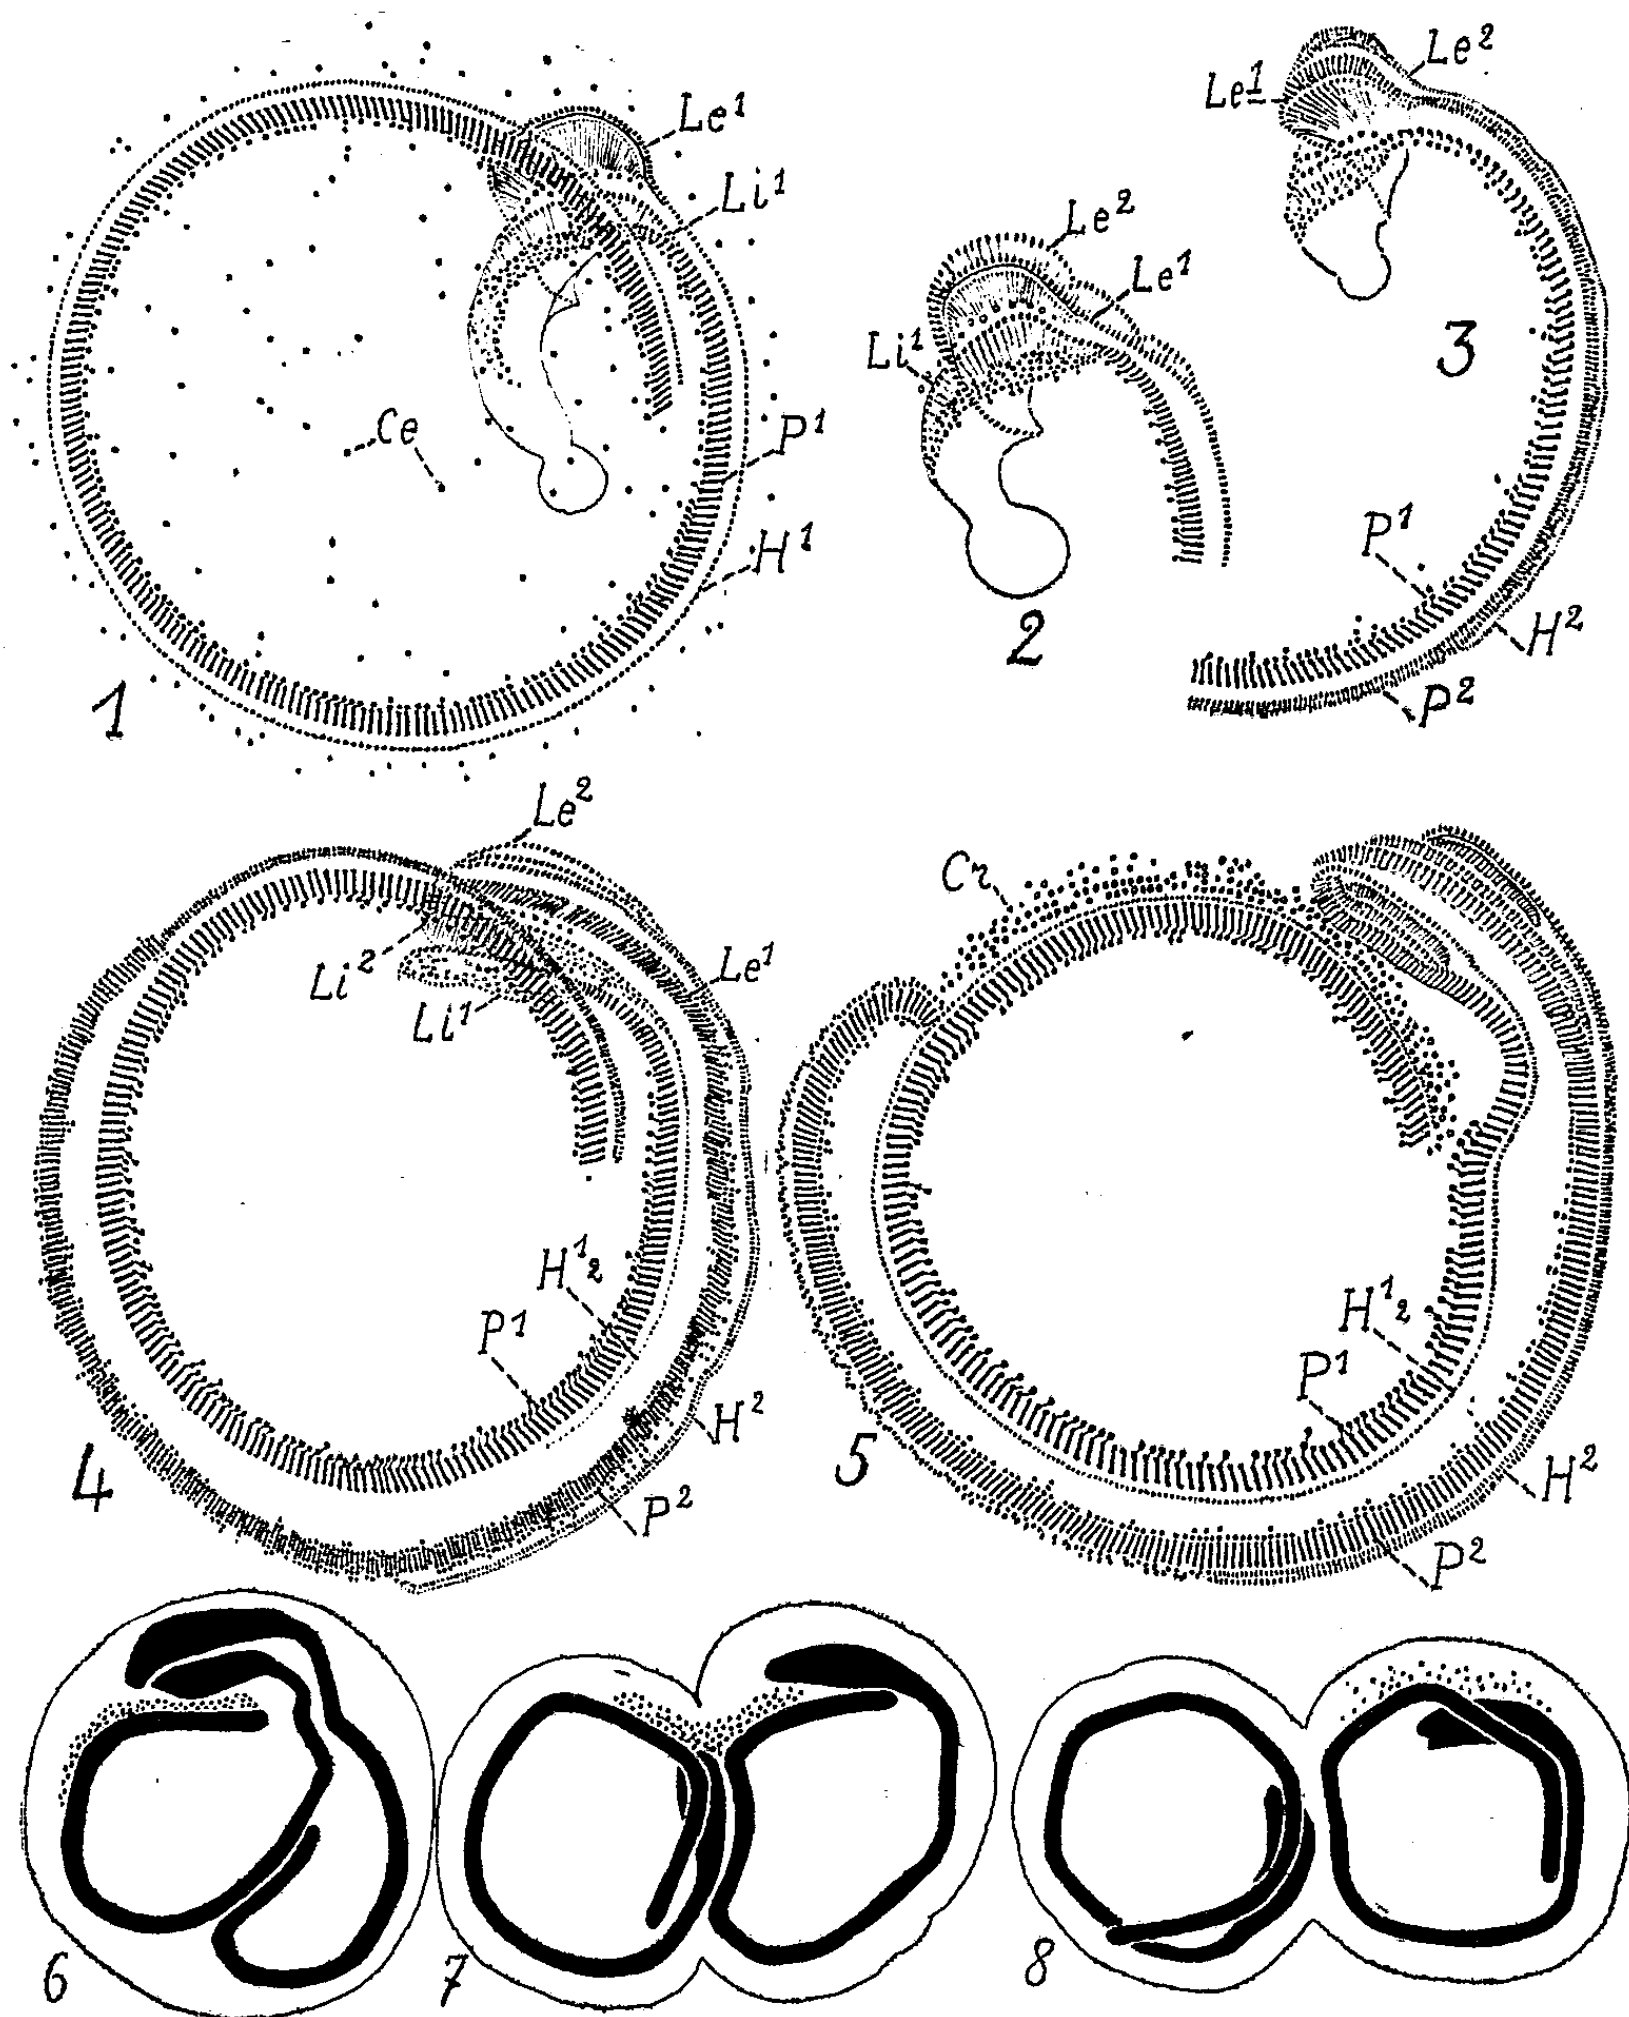 Le¹
Li¹
Ce
P¹
H¹
1
Le²
Le¹
Li¹
2
Le²
Le¹
3
P¹
H²
P²
Le²
Le¹
Li²
Li¹
H¹₂
P¹
H²
P²
4
Cr
H¹₂
P¹
H²
P²
5
6
7
8